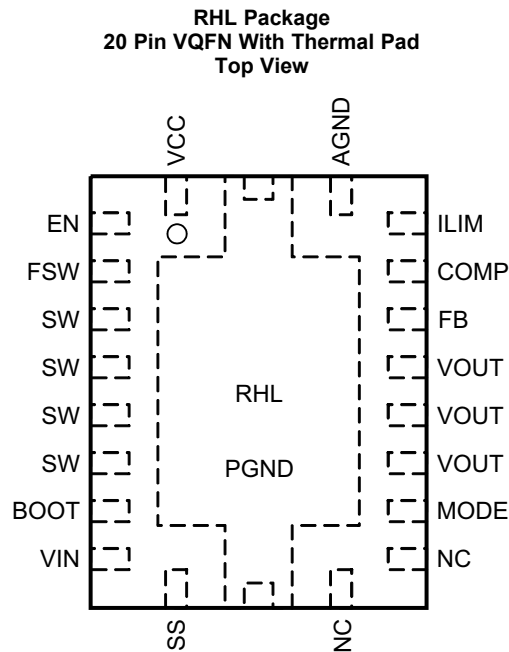 RHL Package
20 Pin VQFN With Thermal Pad
Top View
VCC
AGND
EN
ILIM
FSW
COMP
SW
FB
SW
VOUT
SW
VOUT
SW
VOUT
BOOT
MODE
VIN
NC
RHL
PGND
SS
NC